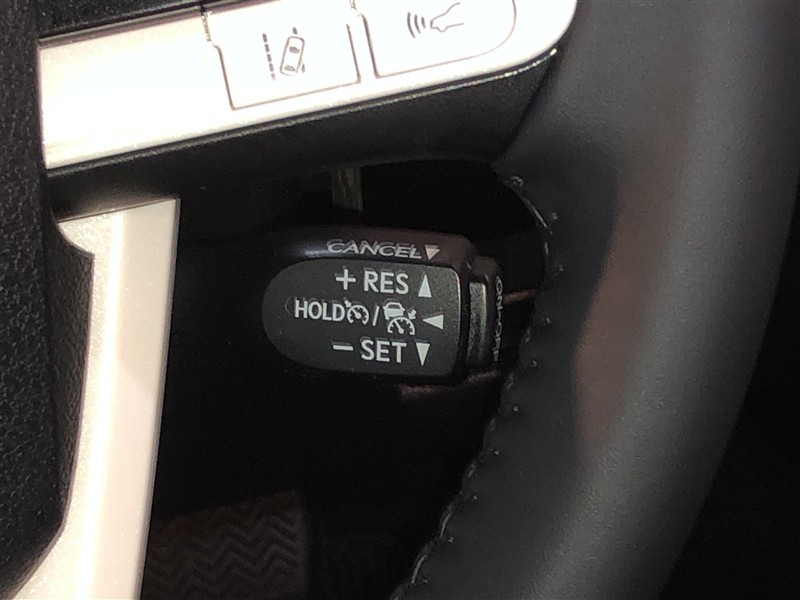 CANCEL
+ RES
HOLD /
- SET
ON-OFF